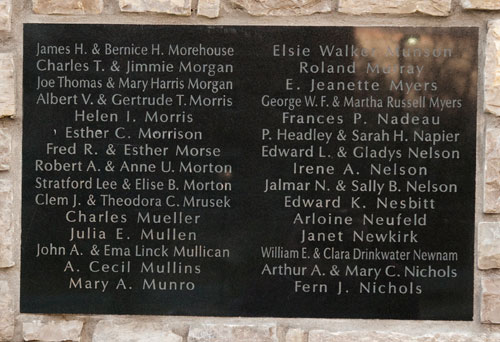 James H. & Bernice H. Morehouse
Charles T. & Jimmie Morgan
Joe Thomas & Mary Harris Morgan
Albert V. & Gertrude T. Morris
Helen I. Morris
Esther C. Morrison
Fred R. & Esther Morse
Robert A. & Anne U. Morton
Stratford Lee & Elise B. Morton
Clem J. & Theodora C. Mrusek
Charles Mueller
Julia E. Mullen
John A. & Ema Linck Mullican
A. Cecil Mullins
Mary A. Munro
Elsie Walker Munson
Roland Murray
E. Jeanette Myers
George W. F. & Martha Russell Myers
Frances P. Nadeau
P. Headley & Sarah H. Napier
Edward L. & Gladys Nelson
Irene A. Nelson
Jalmar N. & Sally B. Nelson
Edward K. Nesbitt
Arloine Neufeld
Janet Newkirk
William E. & Clara Drinkwater Newnam
Arthur A. & Mary C. Nichols
Fern J. Nichols